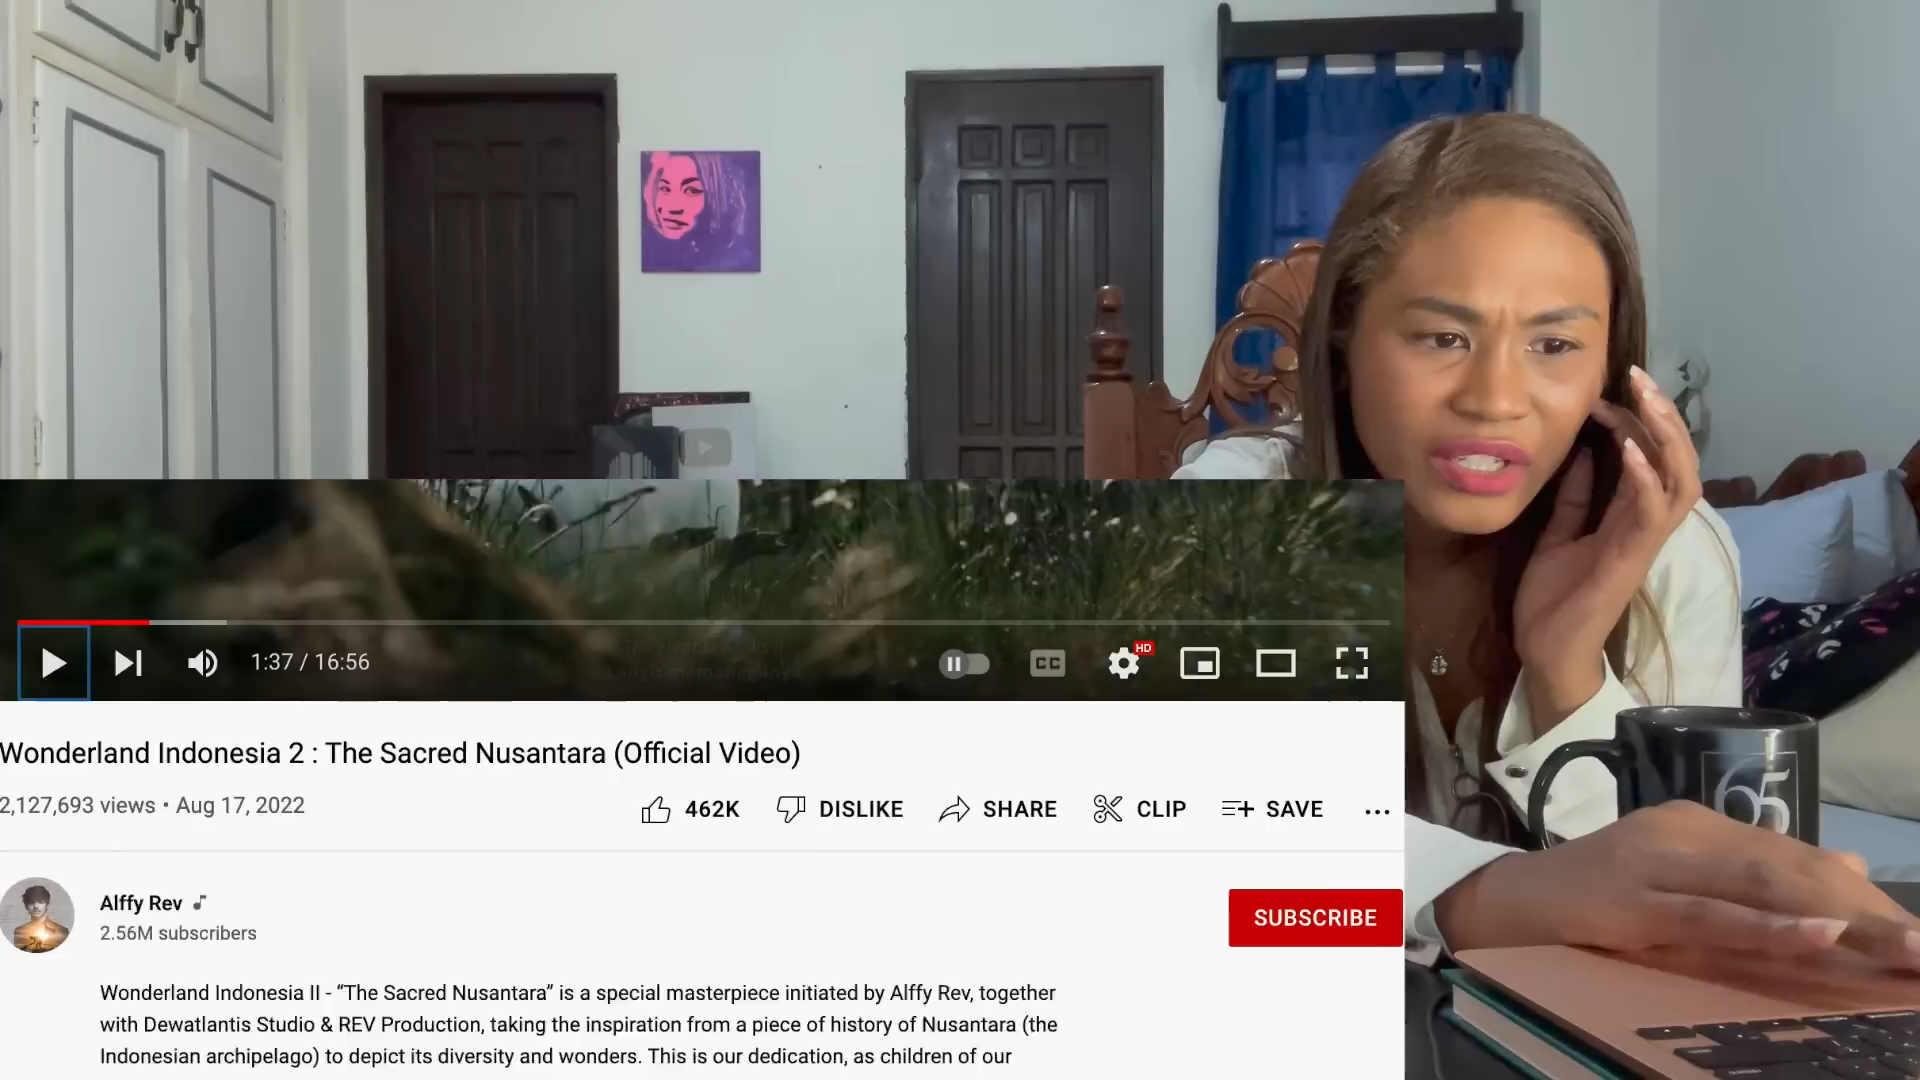 HD
CC
1:37 / 16:56
Wonderland Indonesia 2 : The Sacred Nusantara (Official Video)
2,127,693 views • Aug 17, 2022
462K DISLIKE SHARE CLIP SAVE
65
Alffy Rev
2.56M subscribers
SUBSCRIBE
Wonderland Indonesia II - “The Sacred Nusantara” is a special masterpiece initiated by Alffy Rev, together
with Dewatlantis Studio & REV Production, taking the inspiration from a piece of history of Nusantara (the
Indonesian archipelago) to depict its diversity and wonders. This is our dedication, as children of our